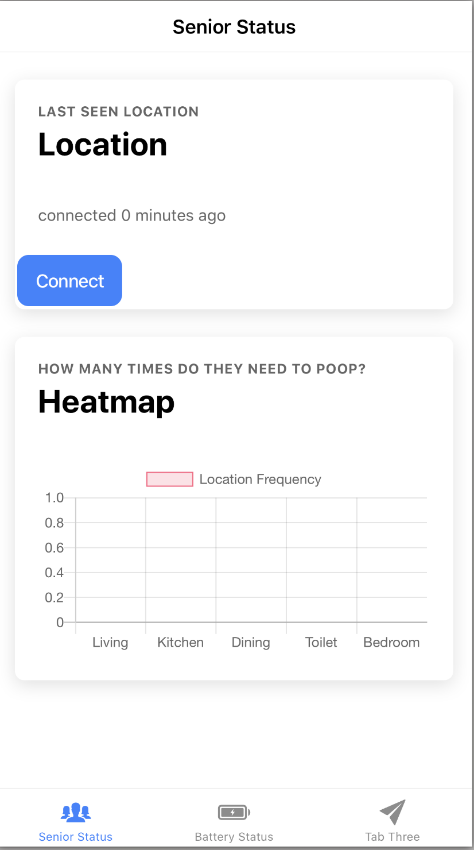 Senior Status
LAST SEEN LOCATION
Location
connected 0 minutes ago
Connect
HOW MANY TIMES DO THEY NEED TO POOP?
Heatmap
Location Frequency
1.0
0.8
0.6
0.4
0.2
0
Living Kitchen Dining Toilet Bedroom
Senior Status Battery Status Tab Three